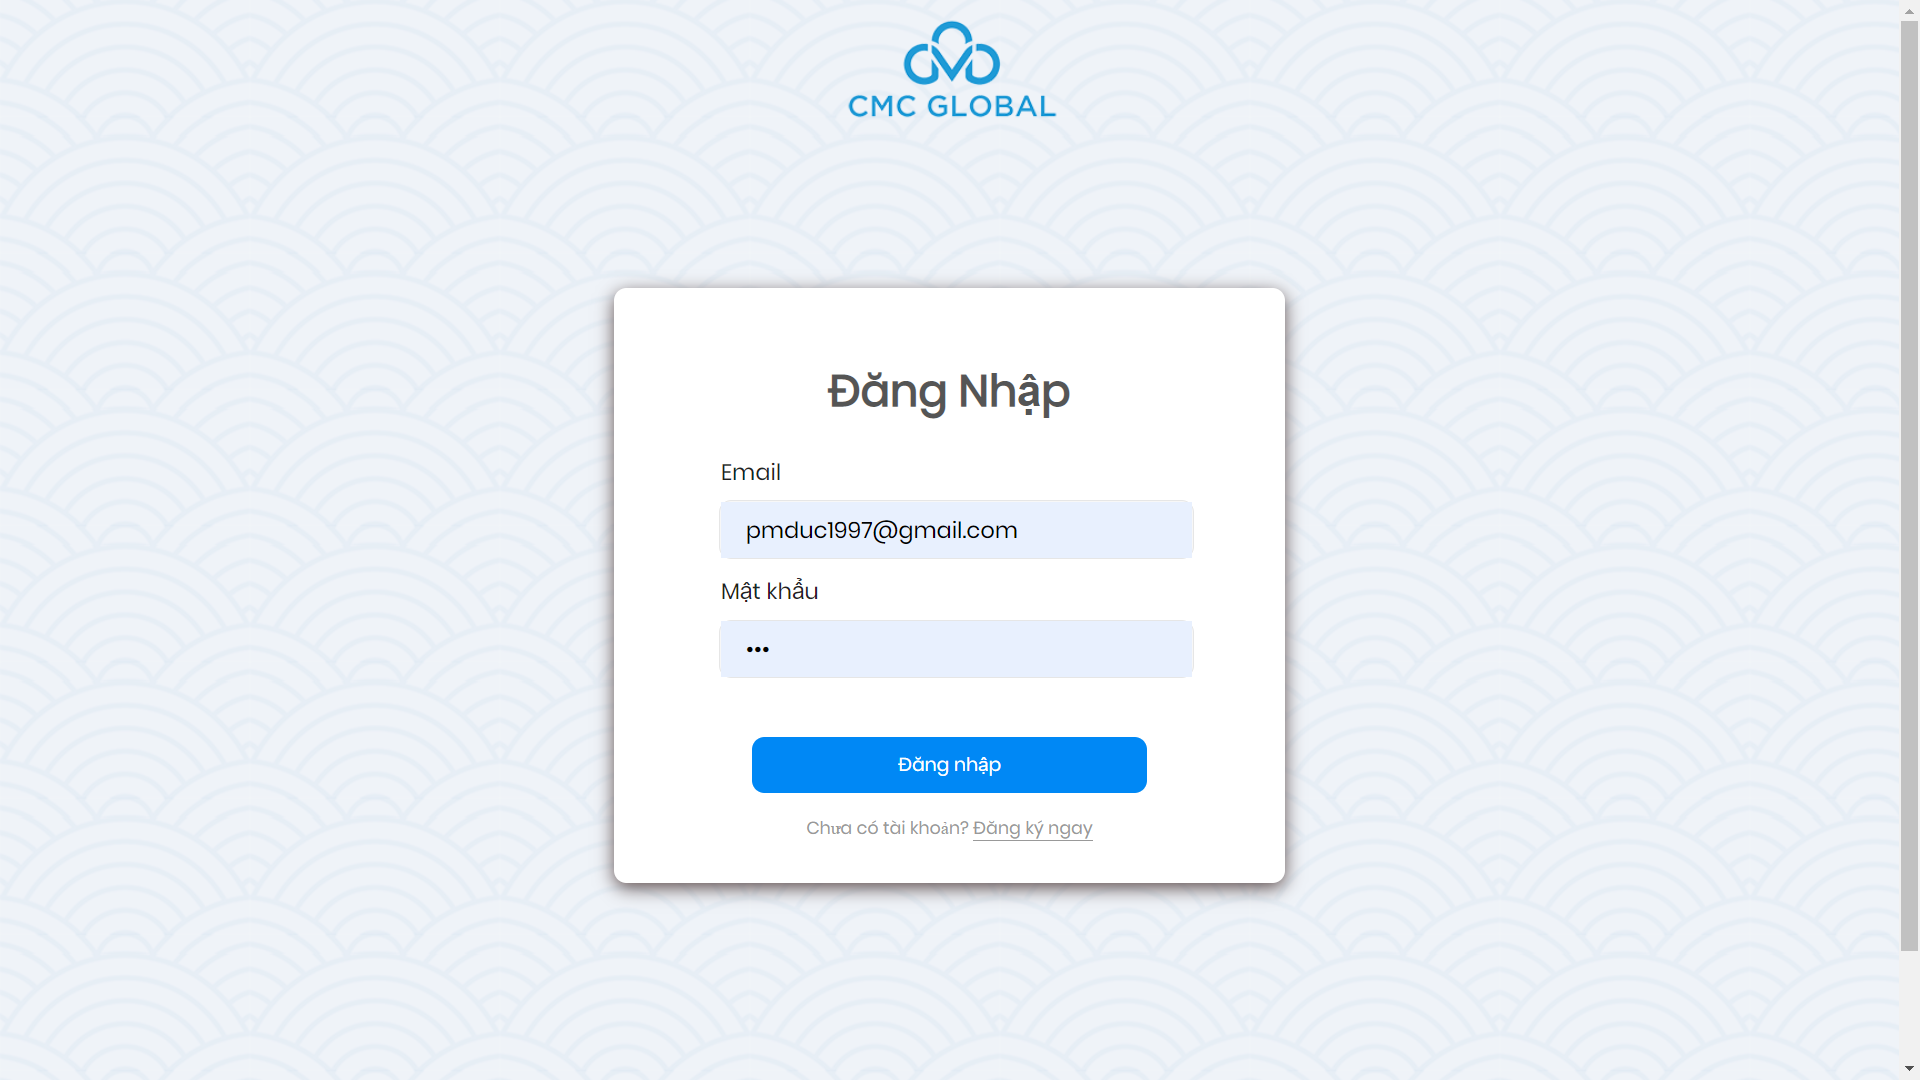 CMC GLOBAL
Đăng Nhập
Email
pmduc1997@gmail.com
Mật khẩu
•••
Đăng nhập
Chưa có tài khoản? Đăng ký ngay